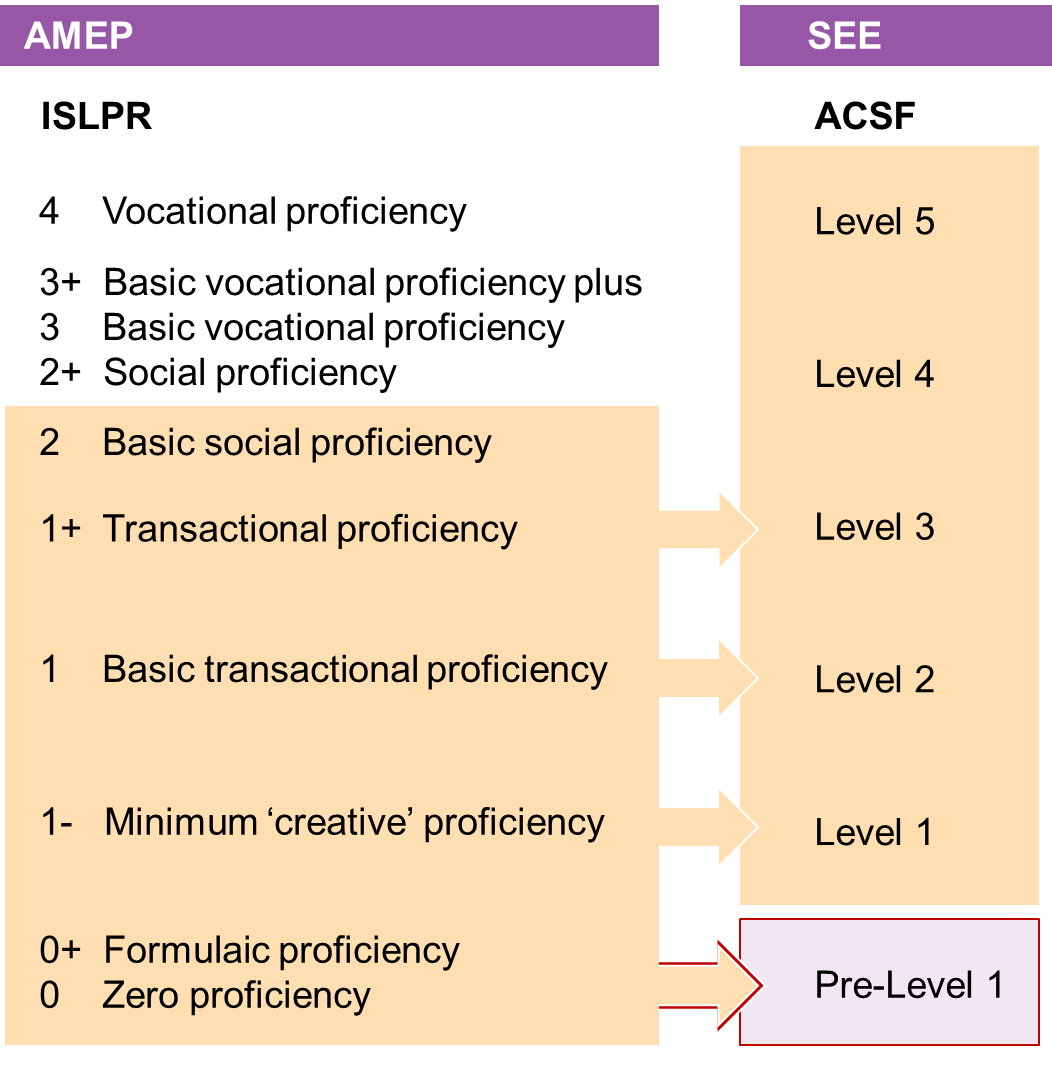 AMEP
ISLPR
4 Vocational proficiency
3+ Basic vocational proficiency plus
3 Basic vocational proficiency
2+ Social proficiency
2 Basic social proficiency
1+ Transactional proficiency
1 Basic transactional proficiency
1- Minimum ‘creative’ proficiency
0+ Formulaic proficiency
0 Zero proficiency
SEE
ACSF
Level 5
Level 4
Level 3
Level 2
Level 1
Pre-Level 1